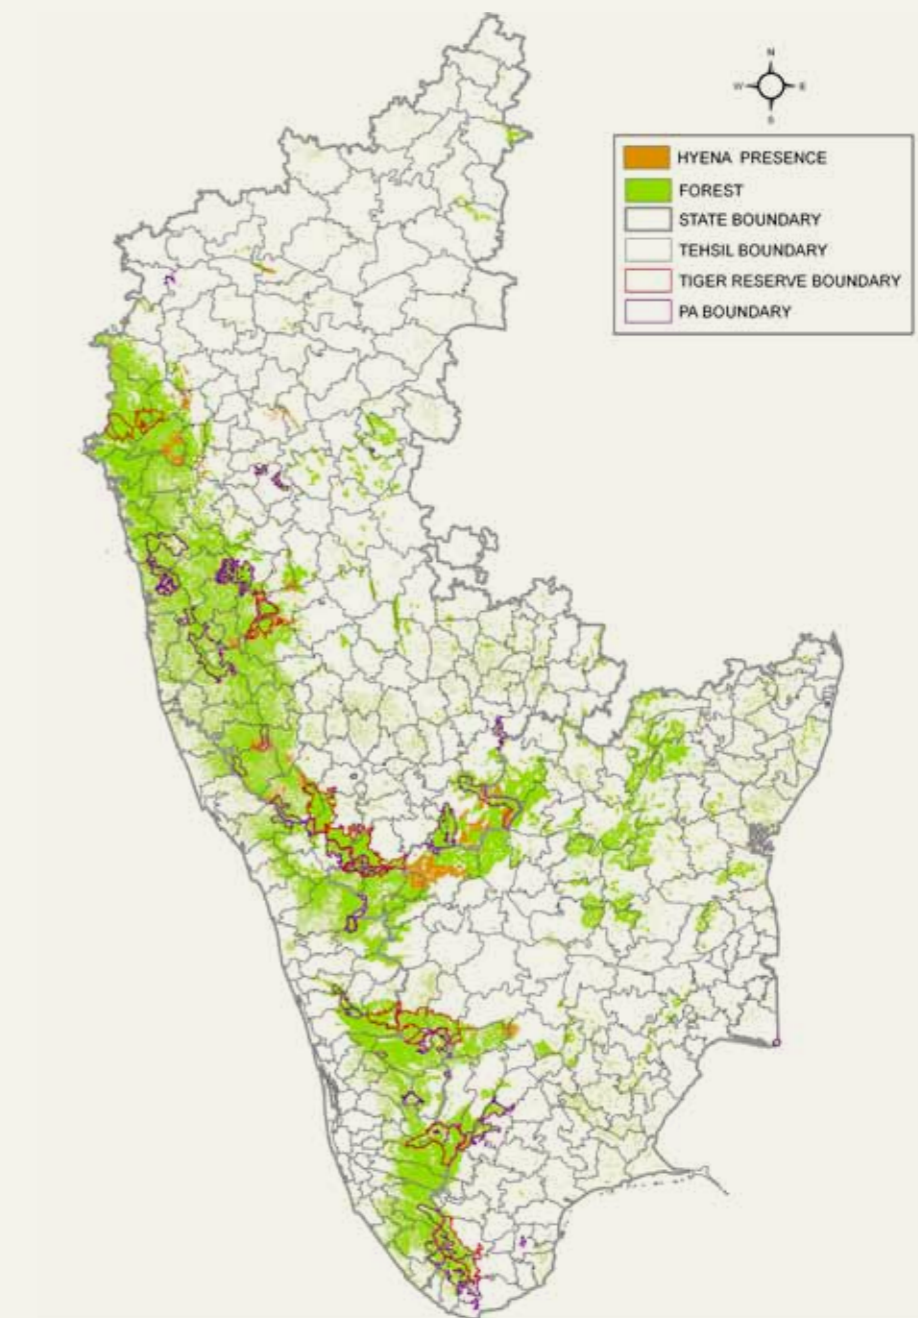 N
W E
S
HYENA PRESENCE
FOREST
STATE BOUNDARY
TEHSIL BOUNDARY
TIGER RESERVE BOUNDARY
PA BOUNDARY